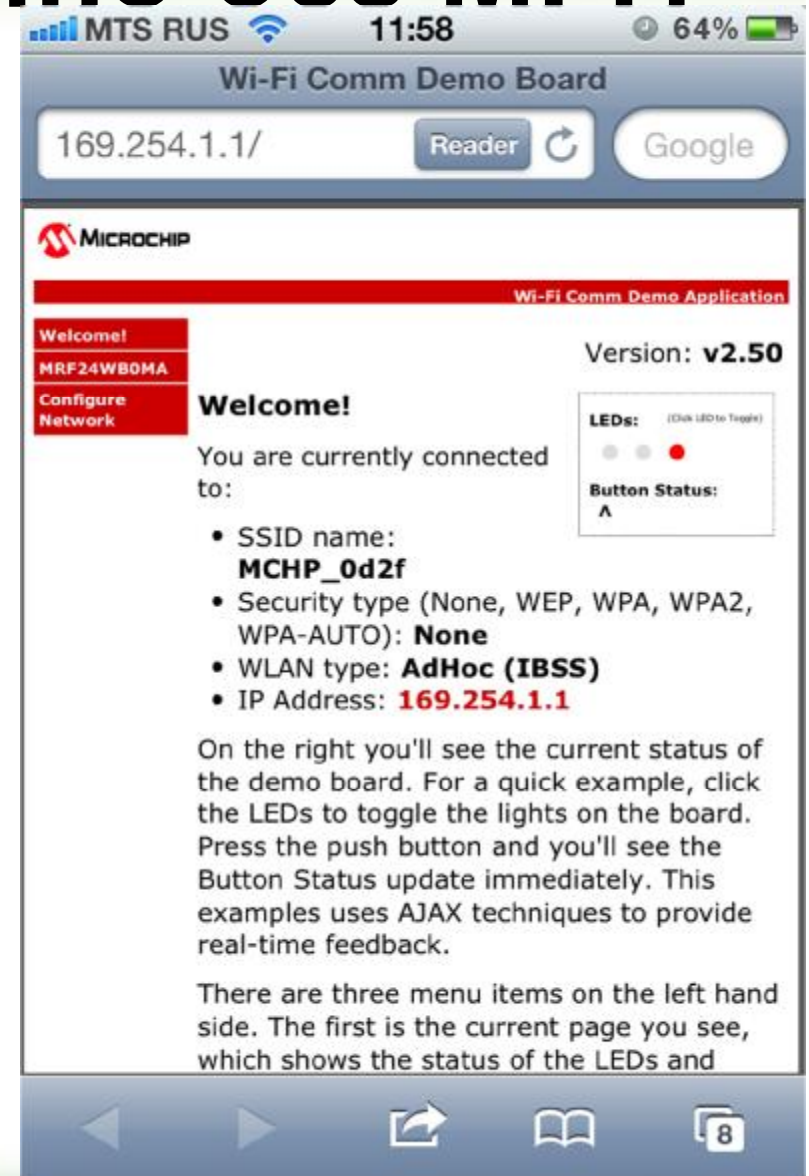 MTS RUS 11:58 64%
Wi-Fi Comm Demo Board
169.254.1.1/ Reader Google
MICROCHIP
Wi-Fi Comm Demo Application
Welcome!
MRF24WB0MA
Configure
Network
Version: v2.50
Welcome!
LEDs: (Click LED to Toggle)
Button Status:
Λ
You are currently connected
to:
• SSID name:
MCHP_0d2f
• Security type (None, WEP, WPA, WPA2,
WPA-AUTO): None
• WLAN type: AdHoc (IBSS)
• IP Address: 169.254.1.1
On the right you'll see the current status of
the demo board. For a quick example, click
the LEDs to toggle the lights on the board.
Press the push button and you'll see the
Button Status update immediately. This
examples uses AJAX techniques to provide
real-time feedback.
There are three menu items on the left hand
side. The first is the current page you see,
which shows the status of the LEDs and
8